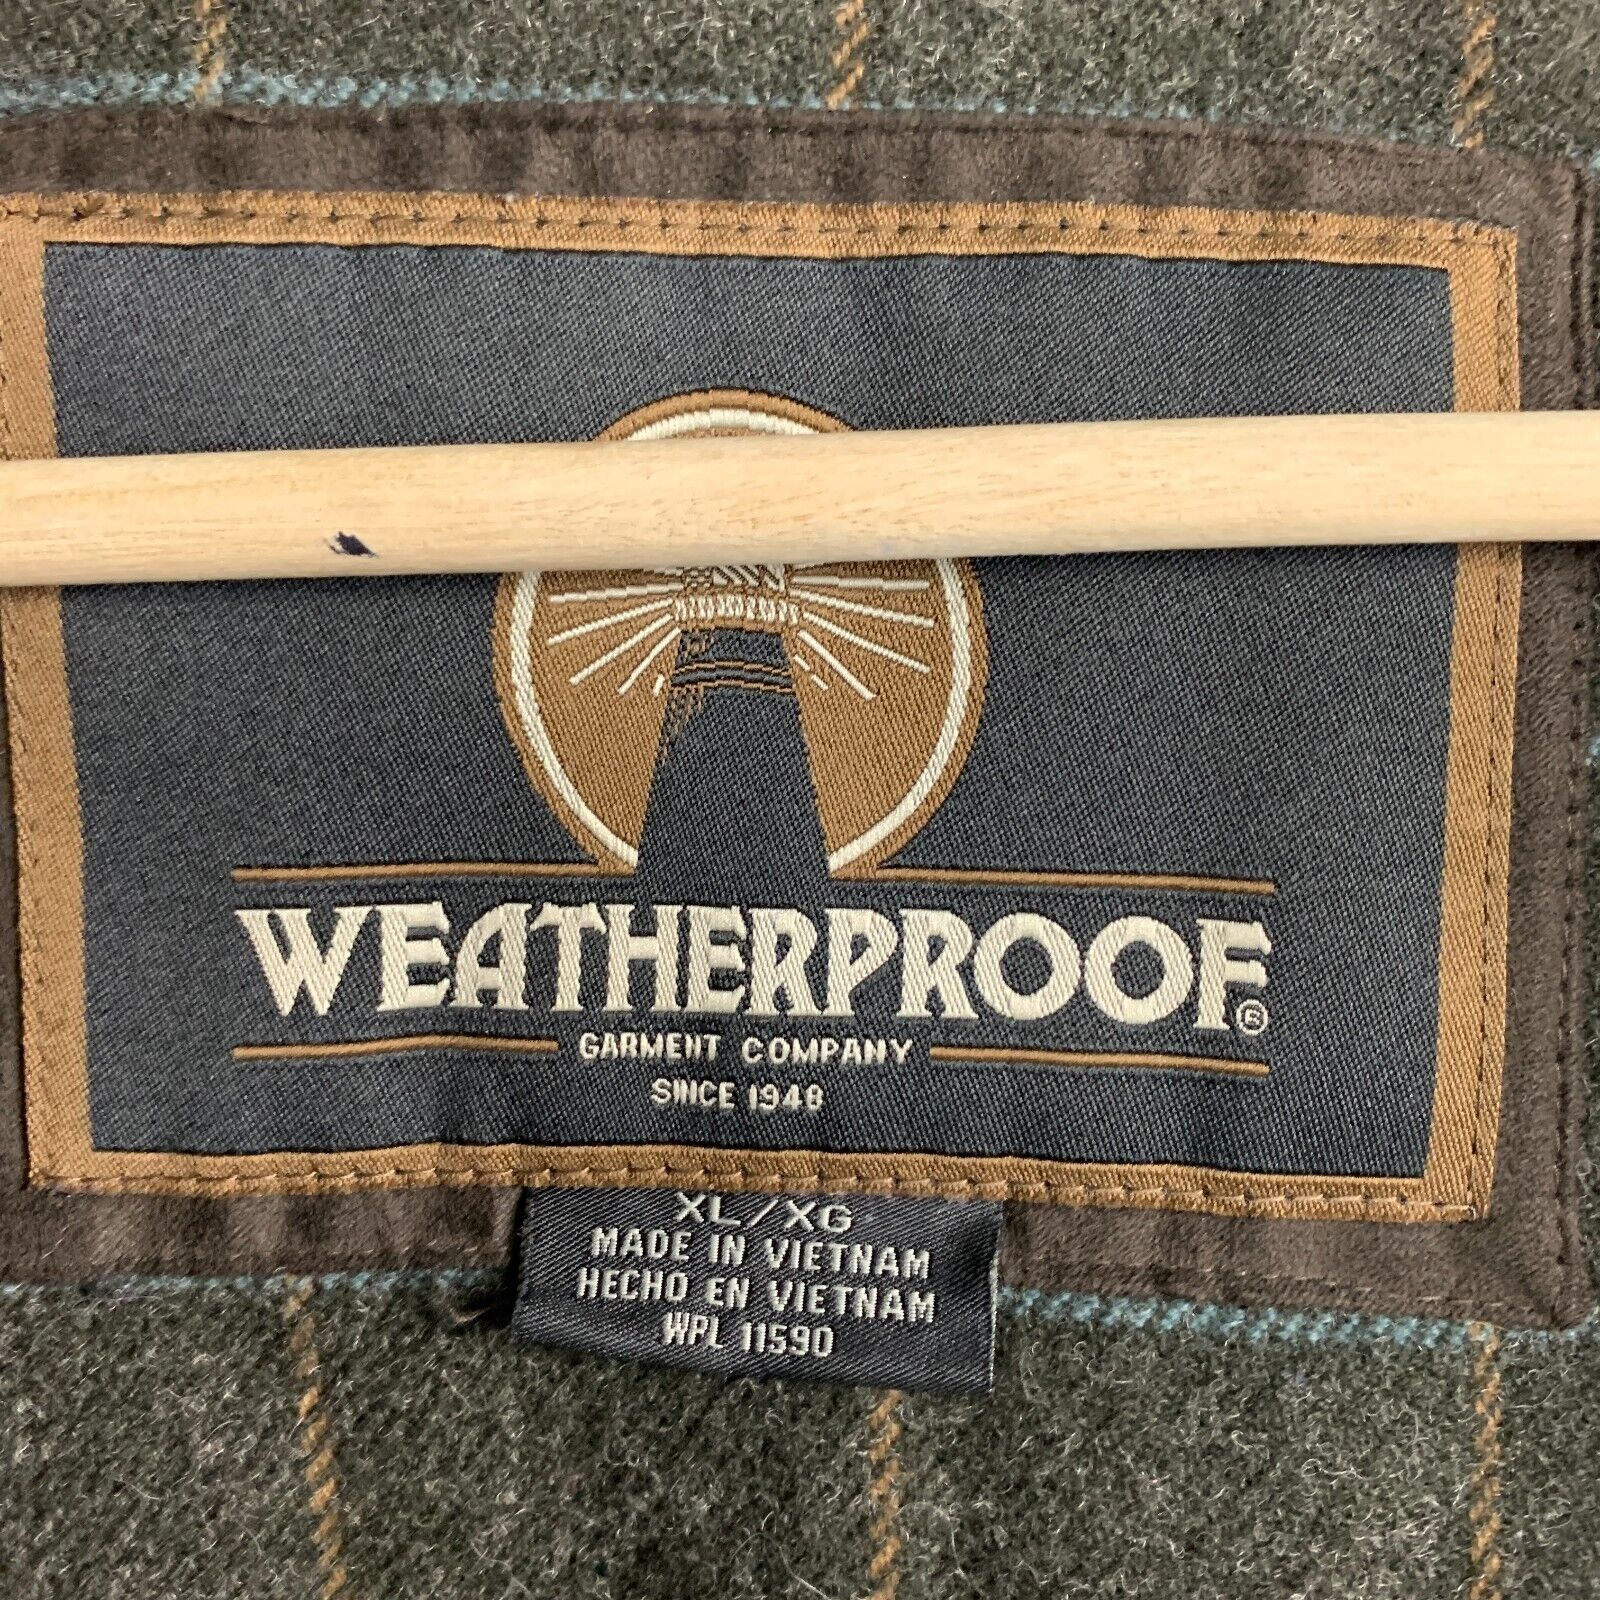 WEATHERPROOF®
GARMENT COMPANY
SINCE 1948
XL/XG
MADE IN VIETNAM
HECHO EN VIETNAM
WPL 11590